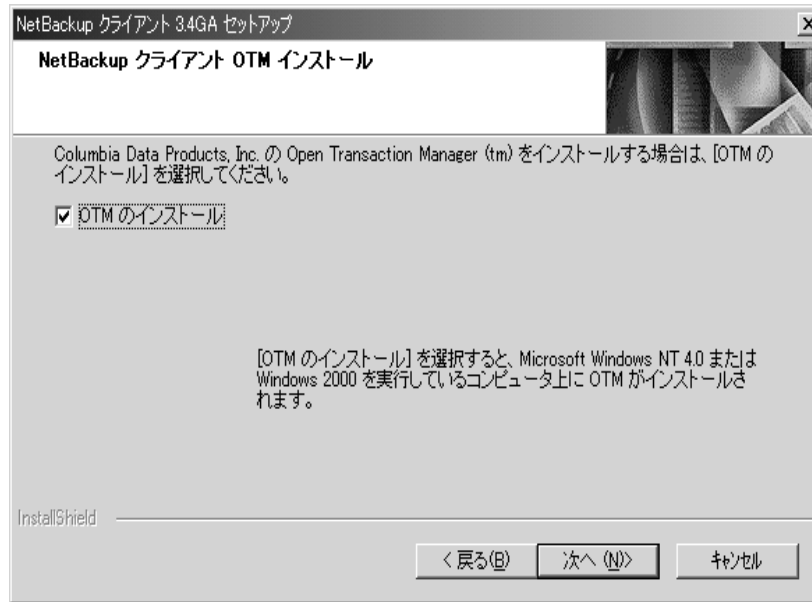 NetBackup クライアント 3.4GA セットアップ
NetBackup クライアント OTM インストール
Columbia Data Products, Inc. の Open Transaction Manager (tm) をインストールする場合は、[OTM の
インストール] を選択してください。
OTM のインストール
[OTM のインストール] を選択すると、Microsoft Windows NT 4.0 または
Windows 2000 を実行しているコンピュータ上に OTM がインストールさ
れます。
InstallShield
< 戻る(B)
次へ (N)>
キャンセル